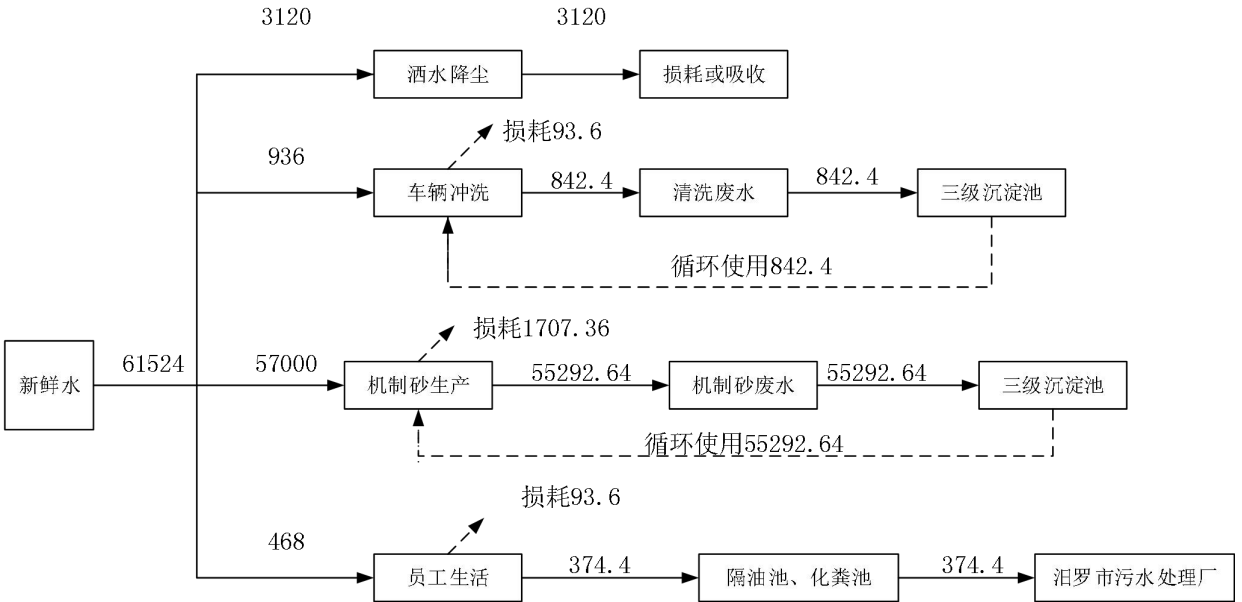 3120
3120
洒水降尘
损耗或吸收
损耗93.6
936
842.4
842.4
车辆冲洗
清洗废水
三级沉淀池
循环使用842.4
损耗1707.36
新鲜水
61524
57000
55292.64
55292.64
机制砂生产
机制砂废水
三级沉淀池
循环使用55292.64
损耗93.6
468
374.4
374.4
员工生活
隔油池、化粪池
汨罗市污水处理厂